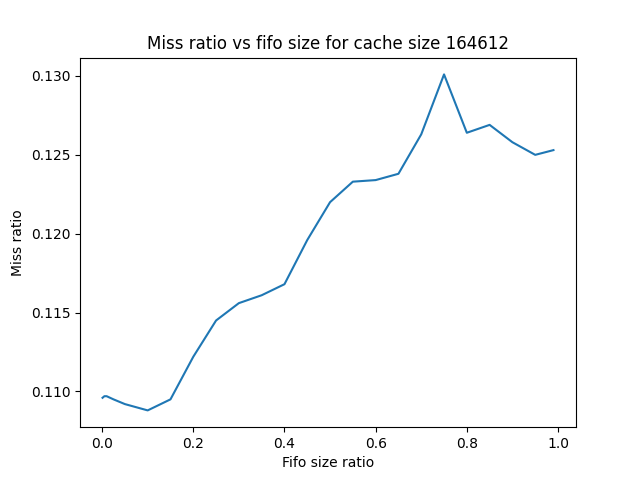 Miss ratio vs fifo size for cache size 164612
0.130
0.125
0.120
0.115
0.110
Miss ratio
0.0 0.2 0.4 0.6 0.8 1.0
Fifo size ratio